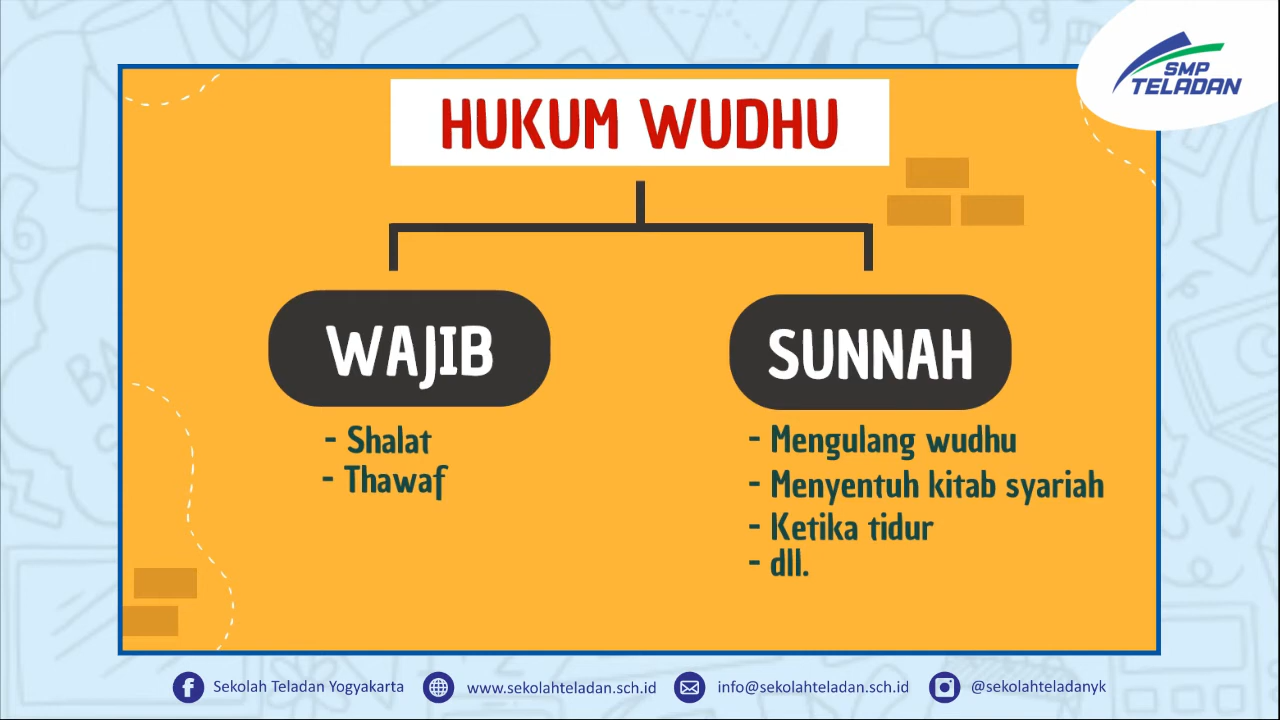 SMP
TELADAN
HUKUM WUDHU
WAJIB
- Shalat
- Thawaf
SUNNAH
- Mengulang wudhu
- Menyentuh kitab syariah
- Ketika tidur
- dll.
Sekolah Teladan Yogyakarta
www.sekolahteladan.sch.id
info@sekolahteladan.sch.id
@sekolahteladanyk